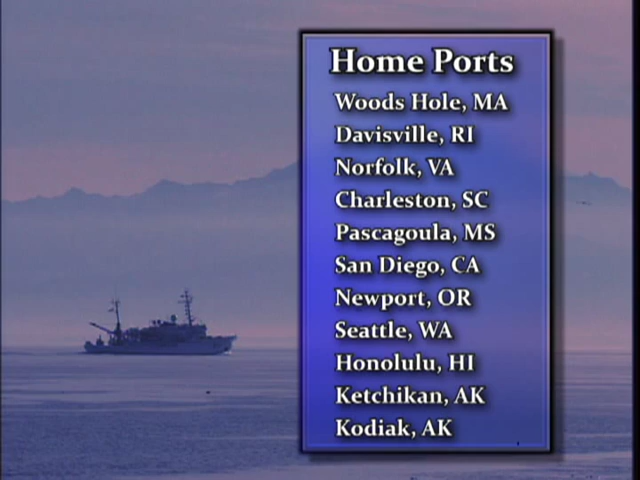 Home Ports
Woods Hole, MA
Davisville, RI
Norfolk, VA
Charleston, SC
Pascagoula, MS
San Diego, CA
Newport, OR
Seattle, WA
Honolulu, HI
Ketchikan, AK
Kodiak, AK